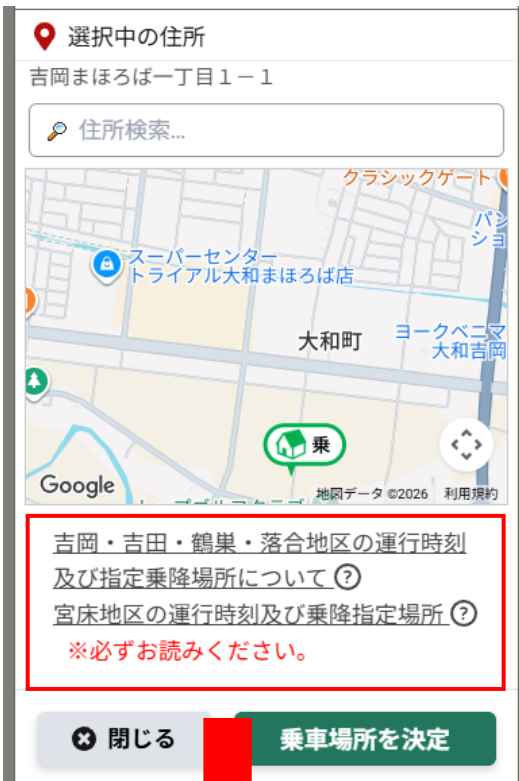 選択中の住所
吉岡まほろば一丁目１－１
住所検索...
クラシックゲート
パン
ショ
スーパーセンター
トライアル大和まほろば店
大和町
ヨークベニマ
大和吉岡
乗
Google
地図データ ©2026 利用規約
吉岡・吉田・鶴巣・落合地区の運行時刻
及び指定乗降場所について ?
宮床地区の運行時刻及び乗降指定場所 ?
※必ずお読みください。
閉じる
乗車場所を決定